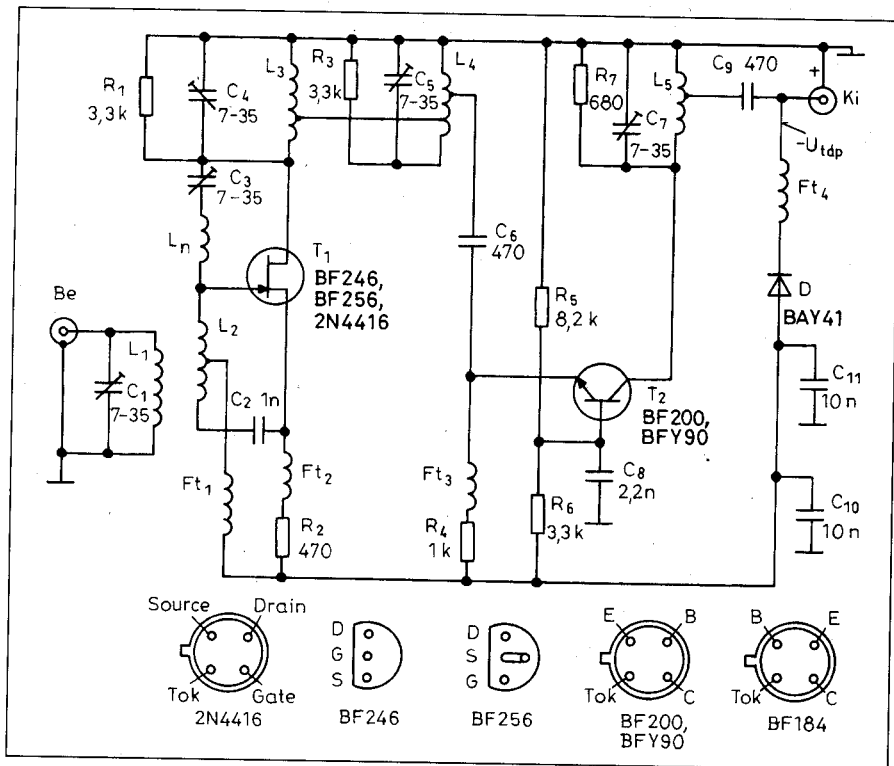 R1
3,3k
C4
7-35
L3
R3
3,3k
C5
7-35
L4
R7
680
C7
7-35
L5
C9 470
+
Ki
-Utdp
Ft4
C3
7-35
Ln
T1
BF246,
BF256,
2N4416
C6
470
R5
8,2 k
D
BAY41
Be
L1
C1
7-35
L2
C2 1n
T2
BF200,
BFY90
C11
10 n
Ft1
Ft2
R2
470
Ft3
R4
1 k
R6
3,3k
C8
2,2n
C10
10 n
Source
Drain
Tok
Gate
2N4416
D
G
S
BF246
D
S
G
BF256
E
B
Tok
C
BF200,
BFY90
B
E
Tok
C
BF184